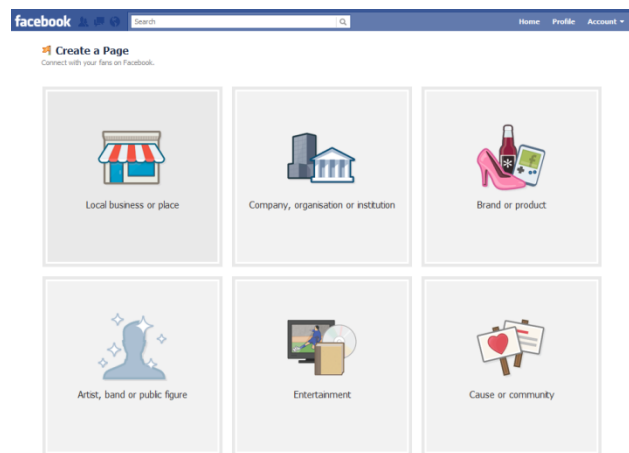 facebook Search Home Profile Account
Create a Page
Connect with your fans on Facebook.
Local business or place Company, organisation or institution Brand or product
Artist, band or public figure Entertainment Cause or community